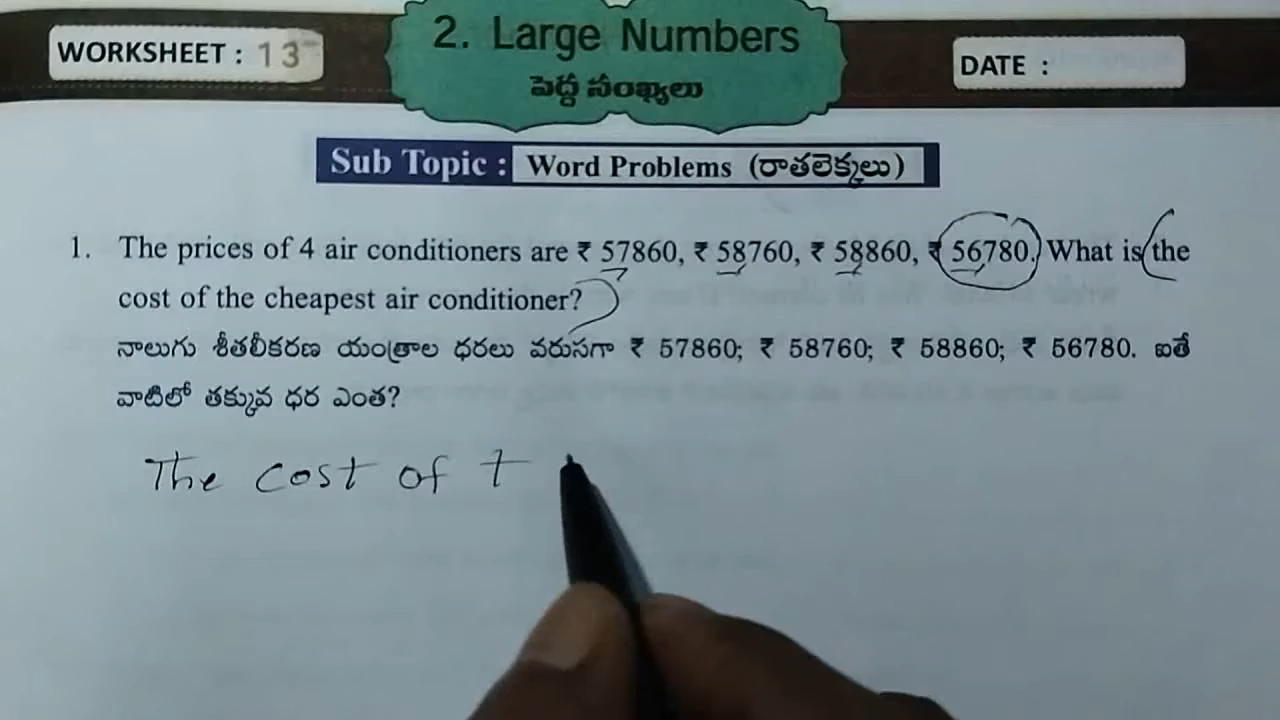 WORKSHEET : 13
2. Large Numbers
పెద్ద సంఖ్యలు
DATE :
Sub Topic : Word Problems (రాతలెక్కలు)
1. The prices of 4 air conditioners are ₹ 57860, ₹ 58760, ₹ 58860, ₹ 56780. What is the
cost of the cheapest air conditioner?
నాలుగు శీతలీకరణ యంత్రాల ధరలు వరుసగా ₹ 57860; ₹ 58760; ₹ 58860; ₹ 56780. ఐతే
వాటిలో తక్కువ ధర ఎంత?
The cost of t